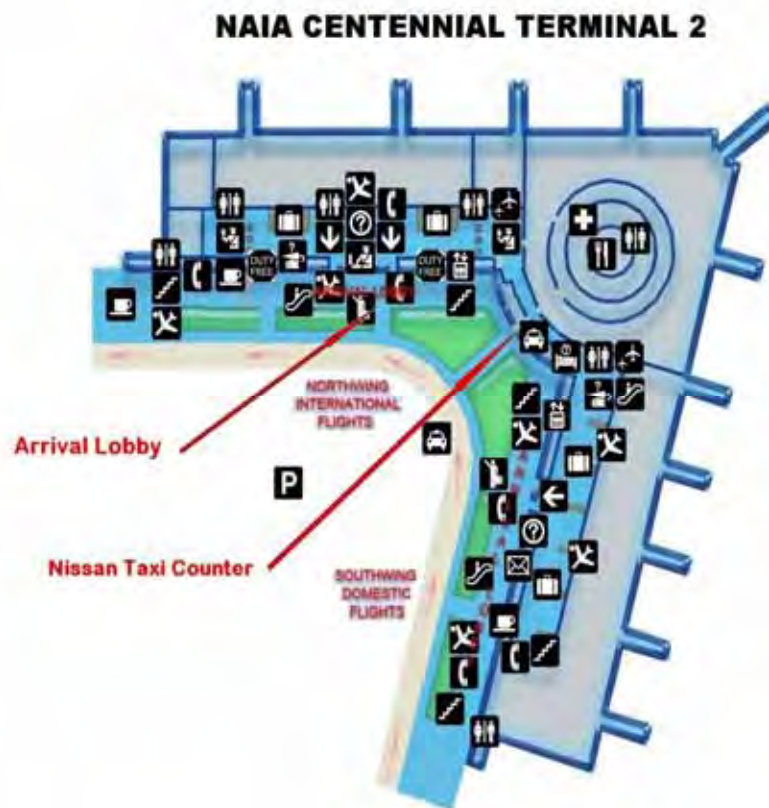 NAIA CENTENNIAL TERMINAL 2
DUTY
FREE
DUTY
FREE
NORTHWING
INTERNATIONAL
FLIGHTS
Arrival Lobby
P
Nissan Taxi Counter
SOUTHWING
DOMESTIC
FLIGHTS